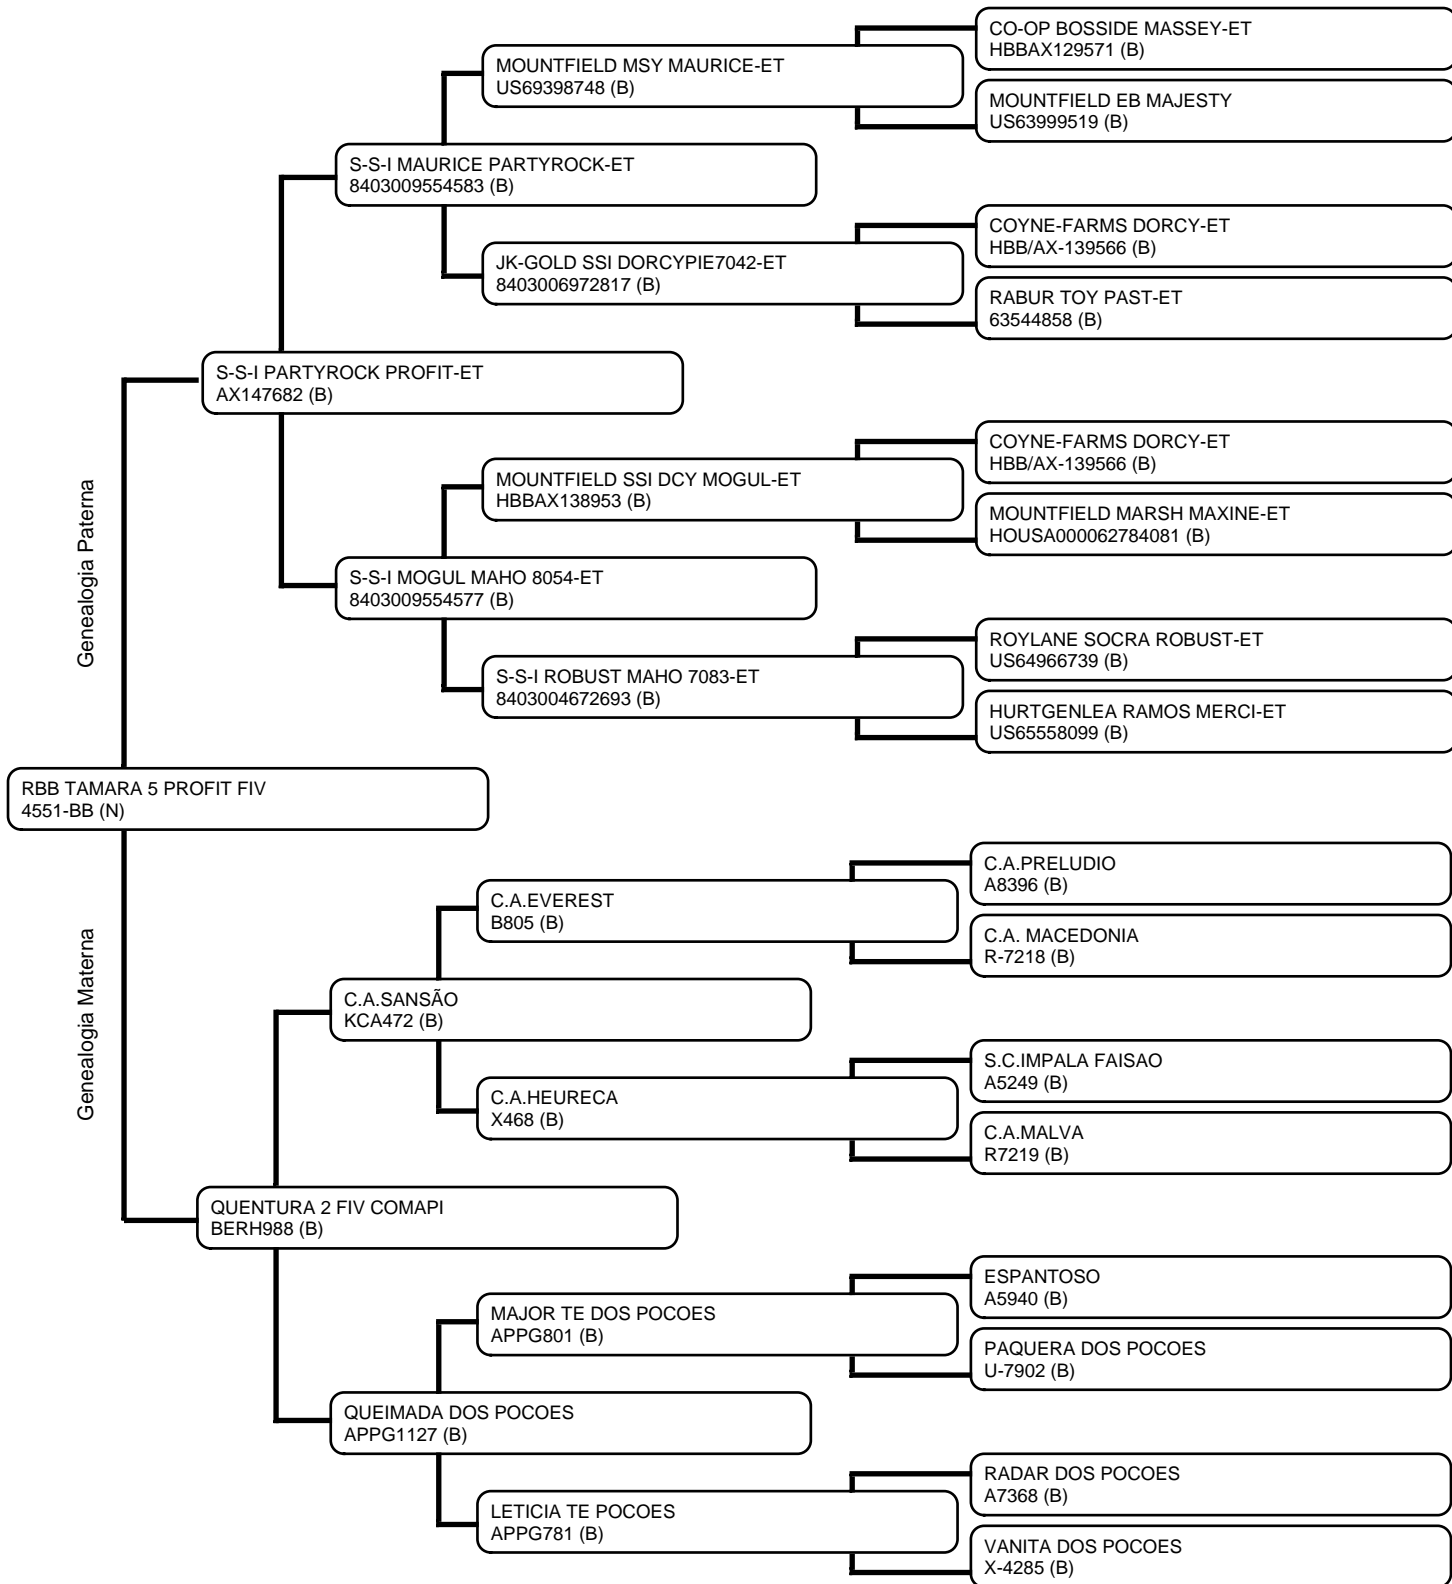 CO-OP BOSSIDE MASSEY-ET
HBBAX129571 (B)
MOUNTFIELD MSY MAURICE-ET
US69398748 (B)
MOUNTFIELD EB MAJESTY
US63999519 (B)
S-S-I MAURICE PARTYROCK-ET
8403009554583 (B)
COYNE-FARMS DORCY-ET
HBB/AX-139566 (B)
JK-GOLD SSI DORCYPIE7042-ET
8403006972817 (B)
RABUR TOY PAST-ET
63544858 (B)
S-S-I PARTYROCK PROFIT-ET
AX147682 (B)
COYNE-FARMS DORCY-ET
HBB/AX-139566 (B)
MOUNTFIELD SSI DCY MOGUL-ET
HBBAX138953 (B)
MOUNTFIELD MARSH MAXINE-ET
HOUSA000062784081 (B)
Genealogia Paterna
S-S-I MOGUL MAHO 8054-ET
8403009554577 (B)
ROYLANE SOCRA ROBUST-ET
US64966739 (B)
S-S-I ROBUST MAHO 7083-ET
8403004672693 (B)
HURTGENLEA RAMOS MERCI-ET
US65558099 (B)
RBB TAMARA 5 PROFIT FIV
4551-BB (N)
C.A.PRELUDIO
A8396 (B)
C.A.EVEREST
B805 (B)
C.A. MACEDONIA
R-7218 (B)
Genealogia Materna
C.A.SANSÃO
KCA472 (B)
S.C.IMPALA FAISAO
A5249 (B)
C.A.HEURECA
X468 (B)
C.A.MALVA
R7219 (B)
QUENTURA 2 FIV COMAPI
BERH988 (B)
ESPANTOSO
A5940 (B)
MAJOR TE DOS POCOES
APPG801 (B)
PAQUERA DOS POCOES
U-7902 (B)
QUEIMADA DOS POCOES
APPG1127 (B)
RADAR DOS POCOES
A7368 (B)
LETICIA TE POCOES
APPG781 (B)
VANITA DOS POCOES
X-4285 (B)